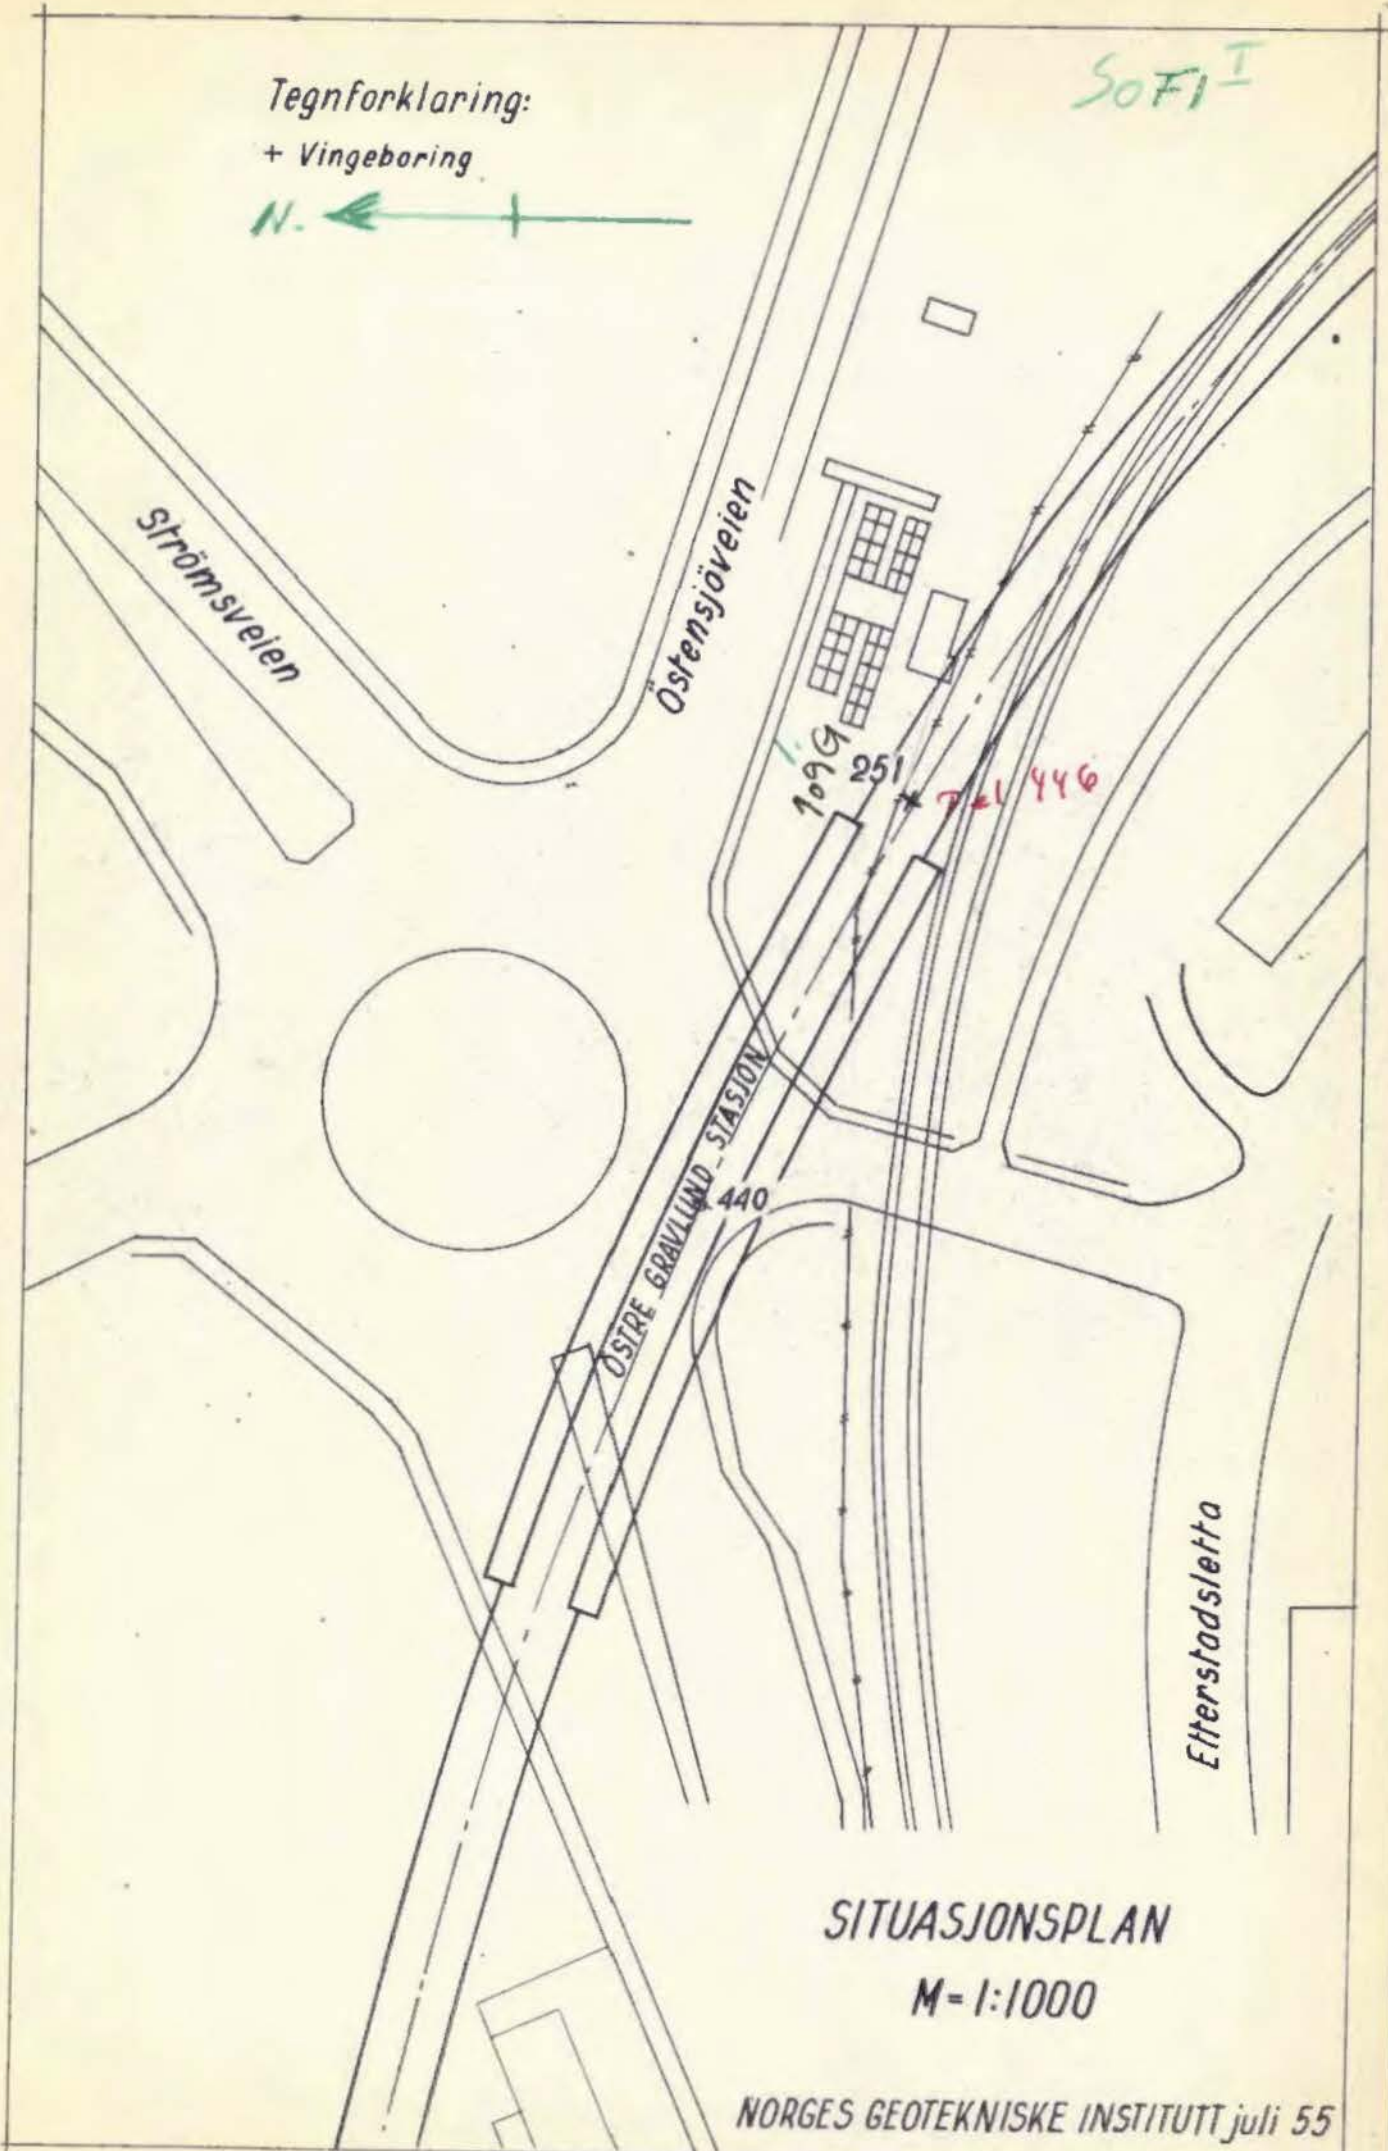 SOFI I
Tegnforklaring:
+ Vingeboring
N.
Strömsveien
Östensjöveien
109G
251
Pel 446
ÖSTRE GRAVLUND STASJON
440
Etterstadsletta
SITUASJONSPLAN
M = 1:1000
NORGES GEOTEKNISKE INSTITUTT juli 55